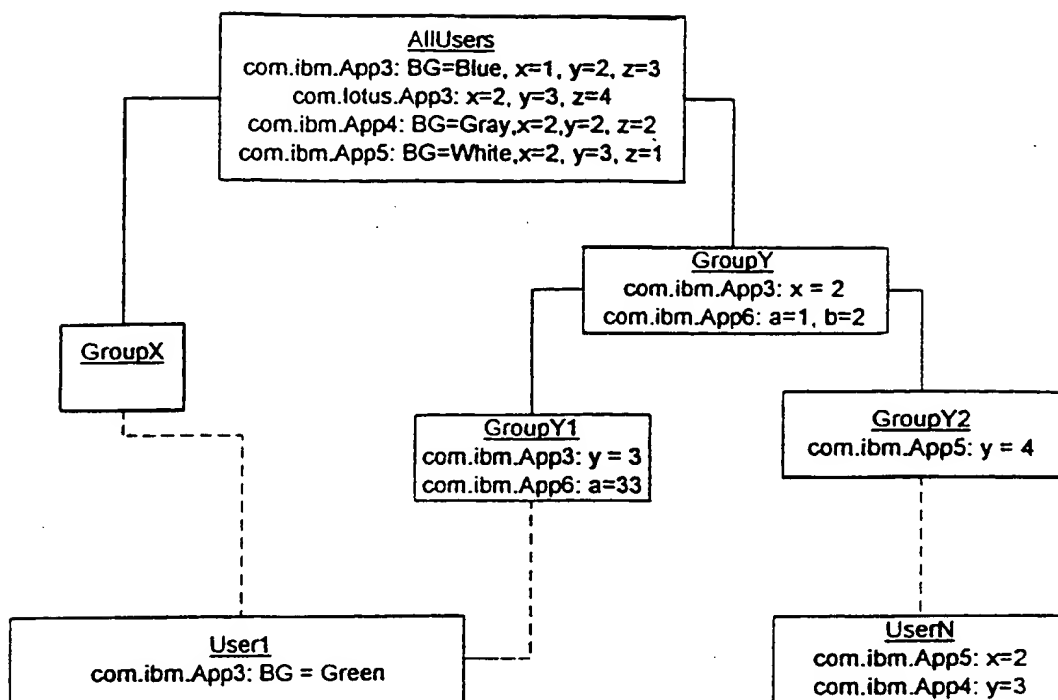 AllUsers
com.ibm.App3: BG=Blue, x=1, y=2, z=3
com.lotus.App3: x=2, y=3, z=4
com.ibm.App4: BG=Gray,x=2,y=2, z=2
com.ibm.App5: BG=White,x=2, y=3, z=1
GroupY
com.ibm.App3: x = 2
com.ibm.App6: a=1, b=2
GroupX
GroupY1
com.ibm.App3: y = 3
com.ibm.App6: a=33
GroupY2
com.ibm.App5: y = 4
User1
com.ibm.App3: BG = Green
UserN
com.ibm.App5: x=2
com.ibm.App4: y=3